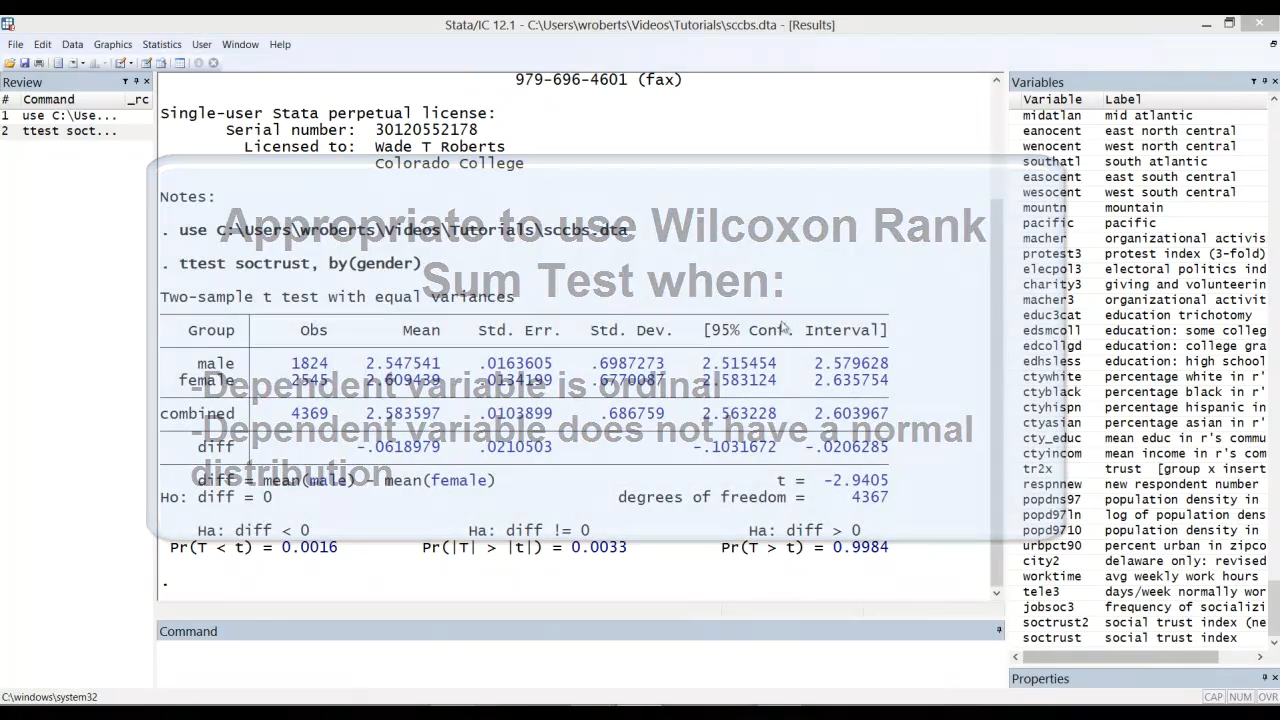 Stata/IC 12.1 - C:\Users\wroberts\Videos\Tutorials\sccbs.dta - [Results]
File Edit Data Graphics Statistics User Window Help
Review
# Command _rc
1 use C:\Use...
2 ttest soct...
979-696-4601 (fax)
Single-user Stata perpetual license:
Serial number: 30120552178
Licensed to: Wade T Roberts
Colorado College
Notes:
. use C:\Users\wroberts\Videos\Tutorials\sccbs.dta
. ttest soctrust, by(gender)
Two-sample t test with equal variances
Group Obs Mean Std. Err. Std. Dev. [95% Conf. Interval]
male 1824 2.547541 .0163605 .6987273 2.515454 2.579628
female 2545 2.609439 .0134199 .6770087 2.583124 2.635754
combined 4369 2.583597 .0103899 .686759 2.563228 2.603967
diff -.0618979 .0210503 -.1031672 -.0206285
diff = mean(male) - mean(female) t = -2.9405
Ho: diff = 0 degrees of freedom = 4367
Ha: diff < 0 Ha: diff != 0 Ha: diff > 0
Pr(T < t) = 0.0016 Pr(|T| > |t|) = 0.0033 Pr(T > t) = 0.9984
.
Appropriate to use Wilcoxon Rank
Sum Test when:
-Dependent variable is ordinal
-Dependent variable does not have a normal
distribution
Command
Variables
Variable Label
midatlan mid atlantic
eanocent east north central
wenocent west north central
southatl south atlantic
easocent east south central
wesocent west south central
mountn mountain
pacific pacific
macher organizational activis
protest3 protest index (3-fold)
elecpol3 electoral politics ind
charity3 giving and volunteerin
macher3 organizational activit
educ3cat education trichotomy
edsmcoll education: some colleg
edcollgd education: college gra
edhsless education: high school
ctywhite percentage white in r'
ctyblack percentage black in r'
ctyhispn percentage hispanic in
ctyasian percentage asian in r'
cty_educ mean educ in r's commu
ctyincom mean income in r's com
tr2x trust [group x insert
respnnew new respondent number
popdns97 population density in
popd97ln log of population dens
popd9710 population density in
urbpct90 percent urban in zipco
city2 delaware only: revised
worktime avg weekly work hours
tele3 days/week normally wor
jobsoc3 frequency of socializi
soctrust2 social trust index (ne
soctrust social trust index
Properties
C:\windows\system32
CAP NUM OVR